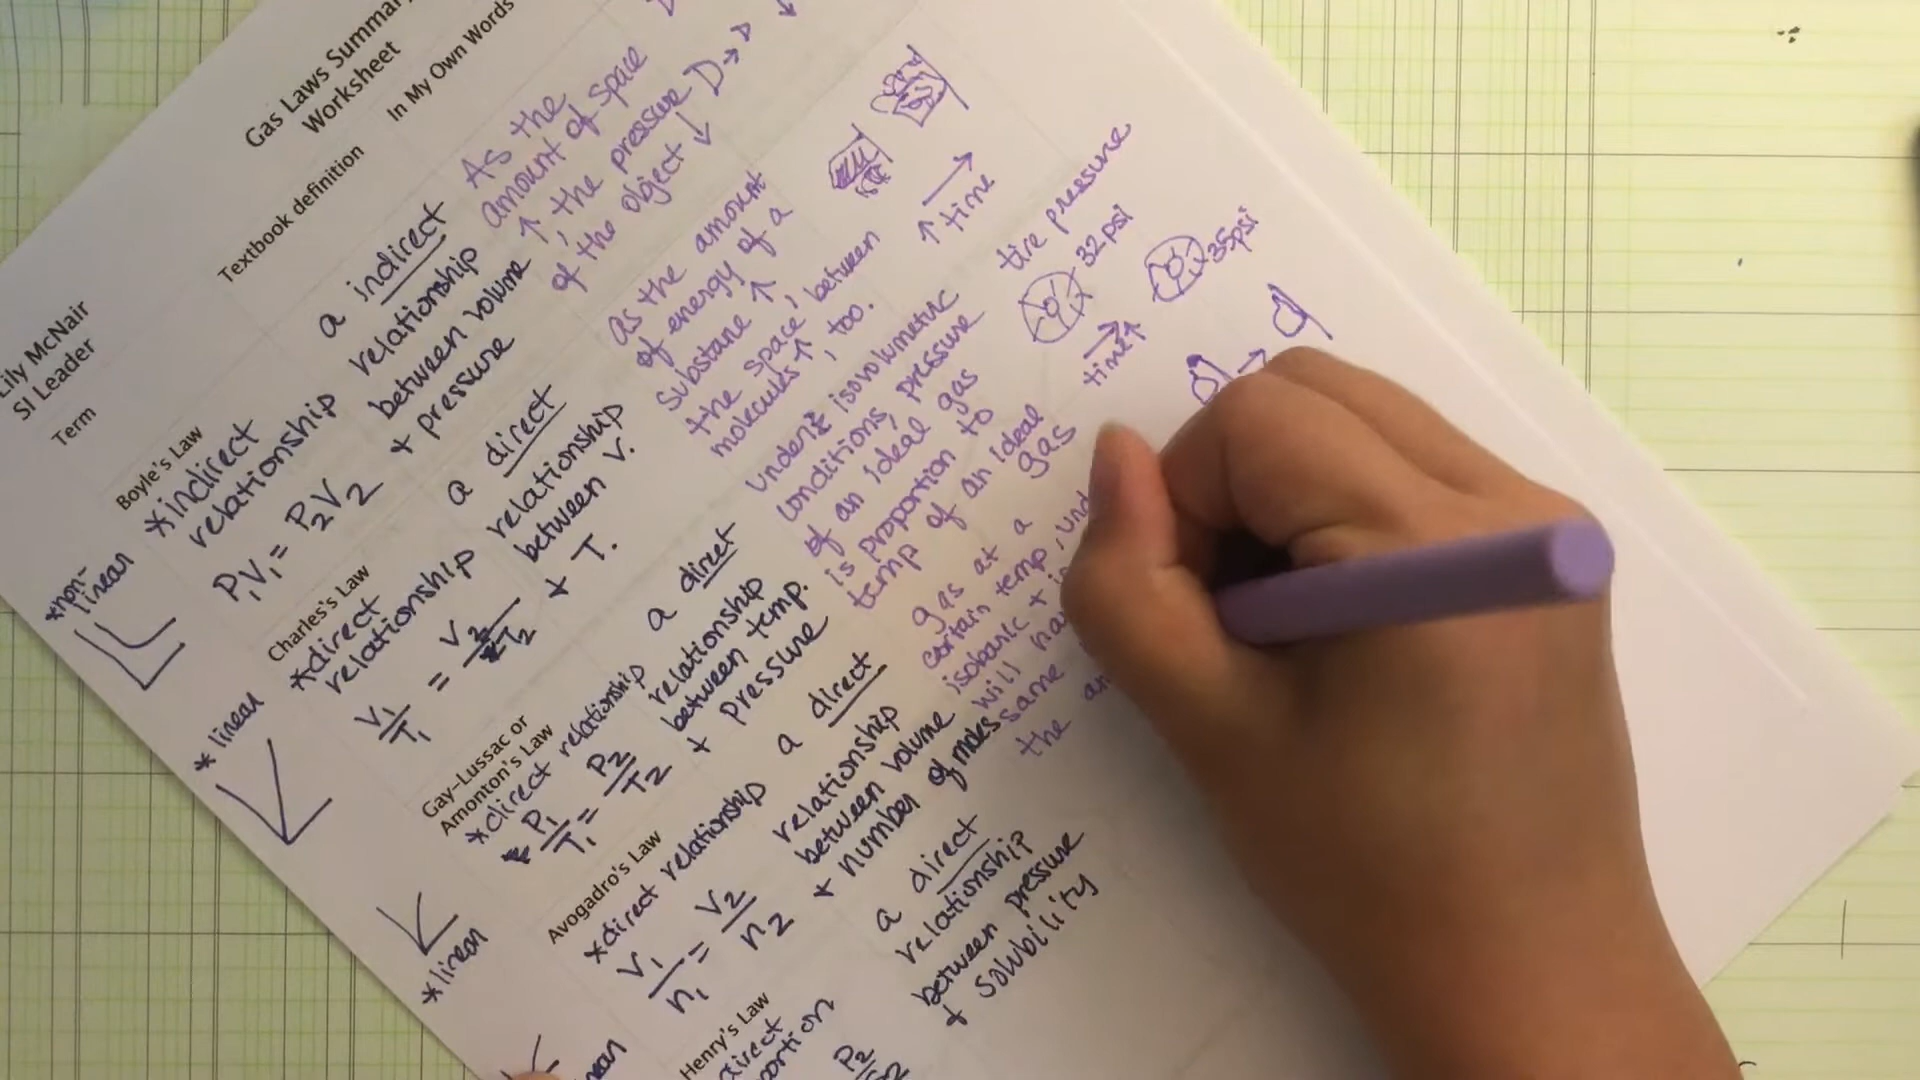 Lily McNair
SI Leader
Gas Laws Summary
Worksheet
Term
Textbook definition
In My Own Words
Boyle's Law
*indirect
relationship
P₁V₁ = P₂V₂
*non-
linear
a indirect
relationship
between volume
+ pressure
As the
amount of space
↑, the pressure
of the object ↓
D→D
Charles's Law
*direct
relationship
V₁/T₁ = V₂/T₂
* linear
a direct
relationship
between V.
+ T.
as the amount
of energy of a
substane ↑,
the space between
molecules ↑, too.
→
↑ time
Gay-Lussac or
Amonton's Law
*direct relationship
P₁/T₁ = P₂/T₂
*linear
a direct
relationship
between temp.
+ pressure
under isovolumetric
conditions, pressure
of an ideal gas
is proportion to
temp of an ideal
gas
tire pressure
32 psi
35psi
→
time↑
Avogadro's Law
*direct relationship
V₁/n₁ = V₂/n₂
a direct
relationship
between volume
+ number of moles
gas at a
certain temp,
isobaric +
will
same
the
→
Henry's Law
direct
P₂
a direct
relationship
between pressure
+ solubility